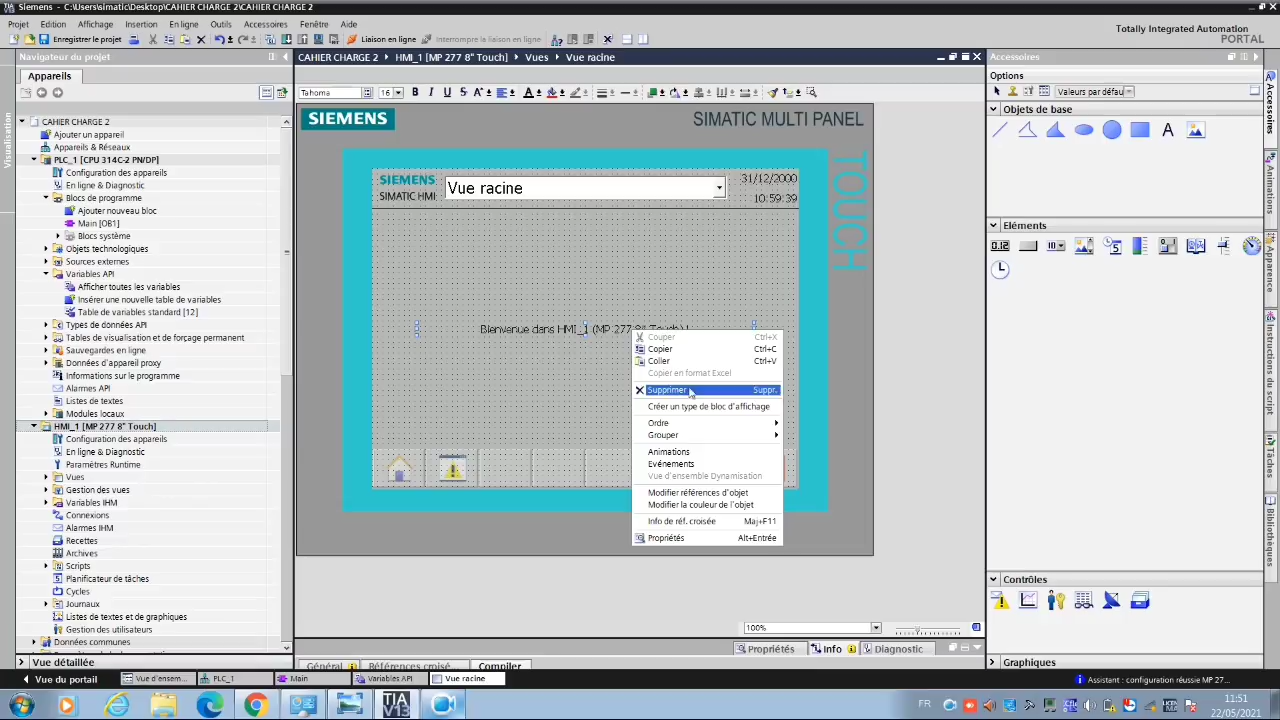 Siemens - C:\Users\simatic\Desktop\CAHIER CHARGE 2\CAHIER CHARGE 2
Projet Edition Affichage Insertion En ligne Outils Accessoires Fenêtre Aide
Enregistrer le projet
Liaison en ligne
Interrompre la liaison en ligne
Totally Integrated Automation
PORTAL
Navigateur du projet
CAHIER CHARGE 2 HMI_1 [MP 277 8" Touch] Vues Vue racine
Accessoires
Appareils
Options
Tahoma 16
Valeurs par défau
Objets de base
CAHIER CHARGE 2
Ajouter un appareil
Appareils & Réseaux
PLC_1 [CPU 314C-2 PN/DP]
Configuration des appareils
En ligne & Diagnostic
Blocs de programme
Ajouter nouveau bloc
Main [OB1]
Blocs système
Objets technologiques
Sources externes
Variables API
Afficher toutes les variables
Insérer une nouvelle table de variables
Table de variables standard [12]
Types de données API
Tables de visualisation et de forçage permanent
Sauvegardes en ligne
Données d'appareil proxy
Informations sur le programme
Alarmes API
Listes de textes
Modules locaux
HMI_1 [MP 277 8" Touch]
Configuration des appareils
En ligne & Diagnostic
Paramètres Runtime
Vues
Gestion des vues
Variables IHM
Connexions
Alarmes IHM
Recettes
Archives
Scripts
Planificateur de tâches
Cycles
Journaux
Listes de textes et de graphiques
Gestion des utilisateurs
Données communes
Vue détaillée
Visualisation
SIEMENS
SIMATIC MULTI PANEL
TOUCH
SIEMENS
SIMATIC HMI
Vue racine
31/12/2000
10:59:39
Bienvenue dans HMI_1 (MP 277 8" Touch) !
Couper Ctrl+X
Copier Ctrl+C
Coller Ctrl+V
Copier en format Excel
Supprimer Suppr.
Créer un type de bloc d'affichage
Ordre
Grouper
Animations
Evénements
Vue d'ensemble Dynamisation
Modifier références d'objet
Modifier la couleur de l'objet
Info de réf. croisée Maj+F11
Propriétés Alt+Entrée
100%
Propriétés Info Diagnostic
Général Références croisé... Compiler
Eléments
Contrôles
Graphiques
Accessoires
Animations
Apparence
Tâches
Bibliothèques
Vue du portail Vue d'ensem... PLC_1 Main Variables API Vue racine
Assistant : configuration réussie MP 27...
FR
11:51
22/05/2021